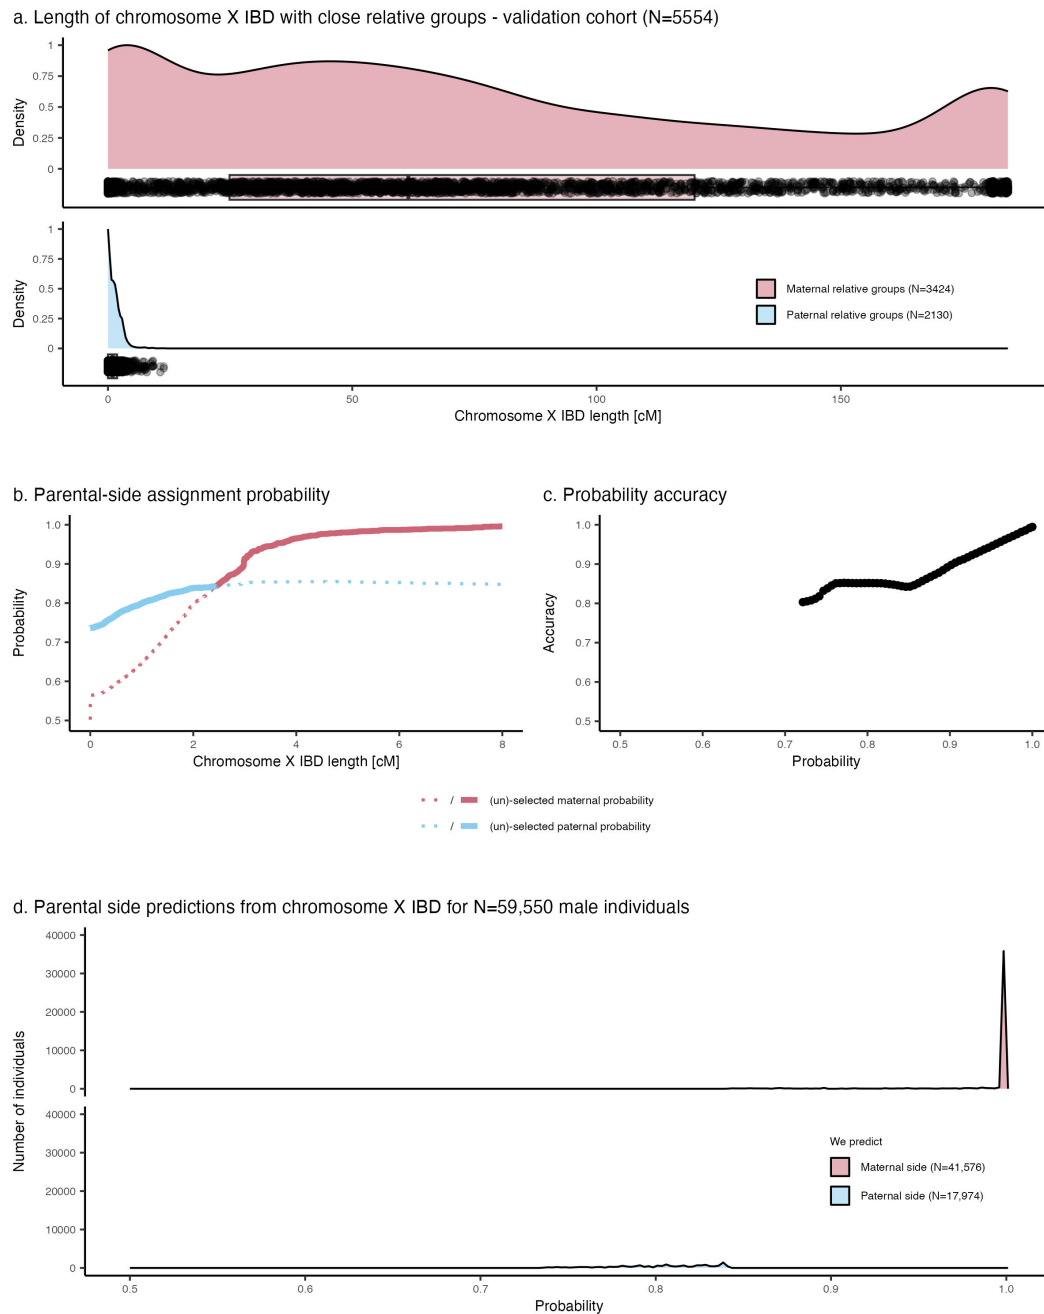 a. Length of chromosome X IBD with close relative groups - validation cohort (N=5554)
1
0.75
0.5
0.25
0
Density
1
0.75
0.5
0.25
0
Density
Maternal relative groups (N=3424)
Paternal relative groups (N=2130)
0 50 100 150
Chromosome X IBD length [cM]
b. Parental-side assignment probability
1.0
0.9
0.8
0.7
0.6
0.5
Probability
0 2 4 6 8
Chromosome X IBD length [cM]
c. Probability accuracy
1.0
0.9
0.8
0.7
0.6
0.5
Accuracy
0.5 0.6 0.7 0.8 0.9 1.0
Probability
/ (un)-selected maternal probability
/ (un)-selected paternal probability
d. Parental side predictions from chromosome X IBD for N=59,550 male individuals
40000
30000
20000
10000
0
Number of individuals
40000
30000
20000
10000
0
We predict
Maternal side (N=41,576)
Paternal side (N=17,974)
0.5 0.6 0.7 0.8 0.9 1.0
Probability